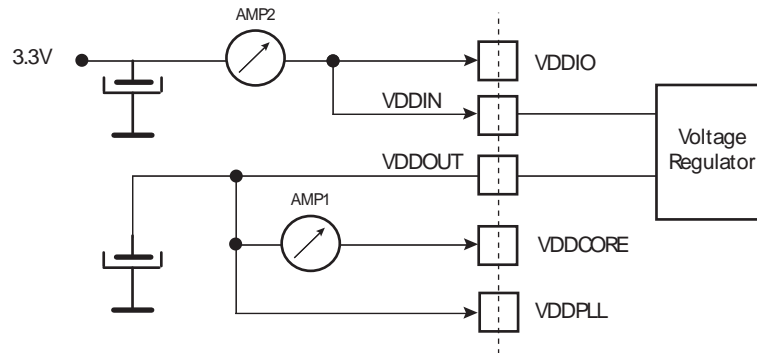 AMP2
3.3V
VDDIO
VDDIN
Voltage
Regulator
VDDOUT
AMP1
VDDCORE
VDDPLL